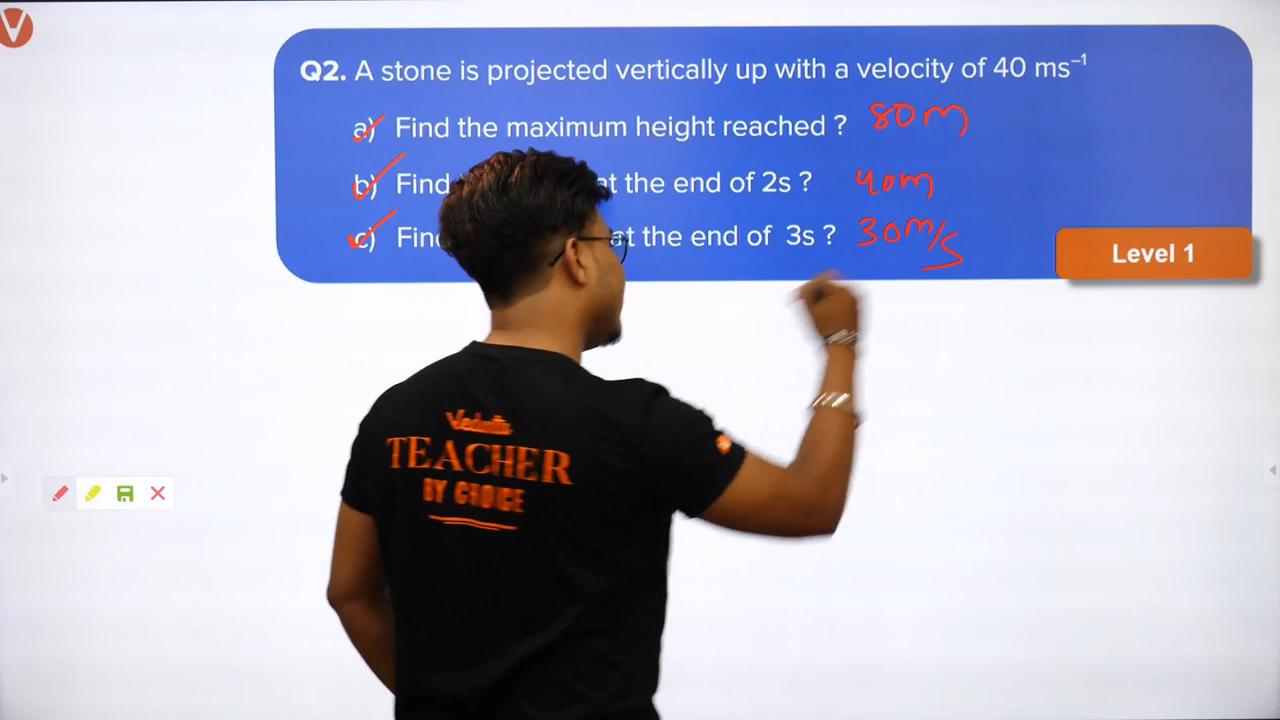 Q2. A stone is projected vertically up with a velocity of 40 ms⁻¹
a) Find the maximum height reached ? 80m
b) Find at the end of 2s ? 40m
c) Find at the end of 3s ? 30m/s
Level 1
Vedantu
TEACHER
BY CHOICE